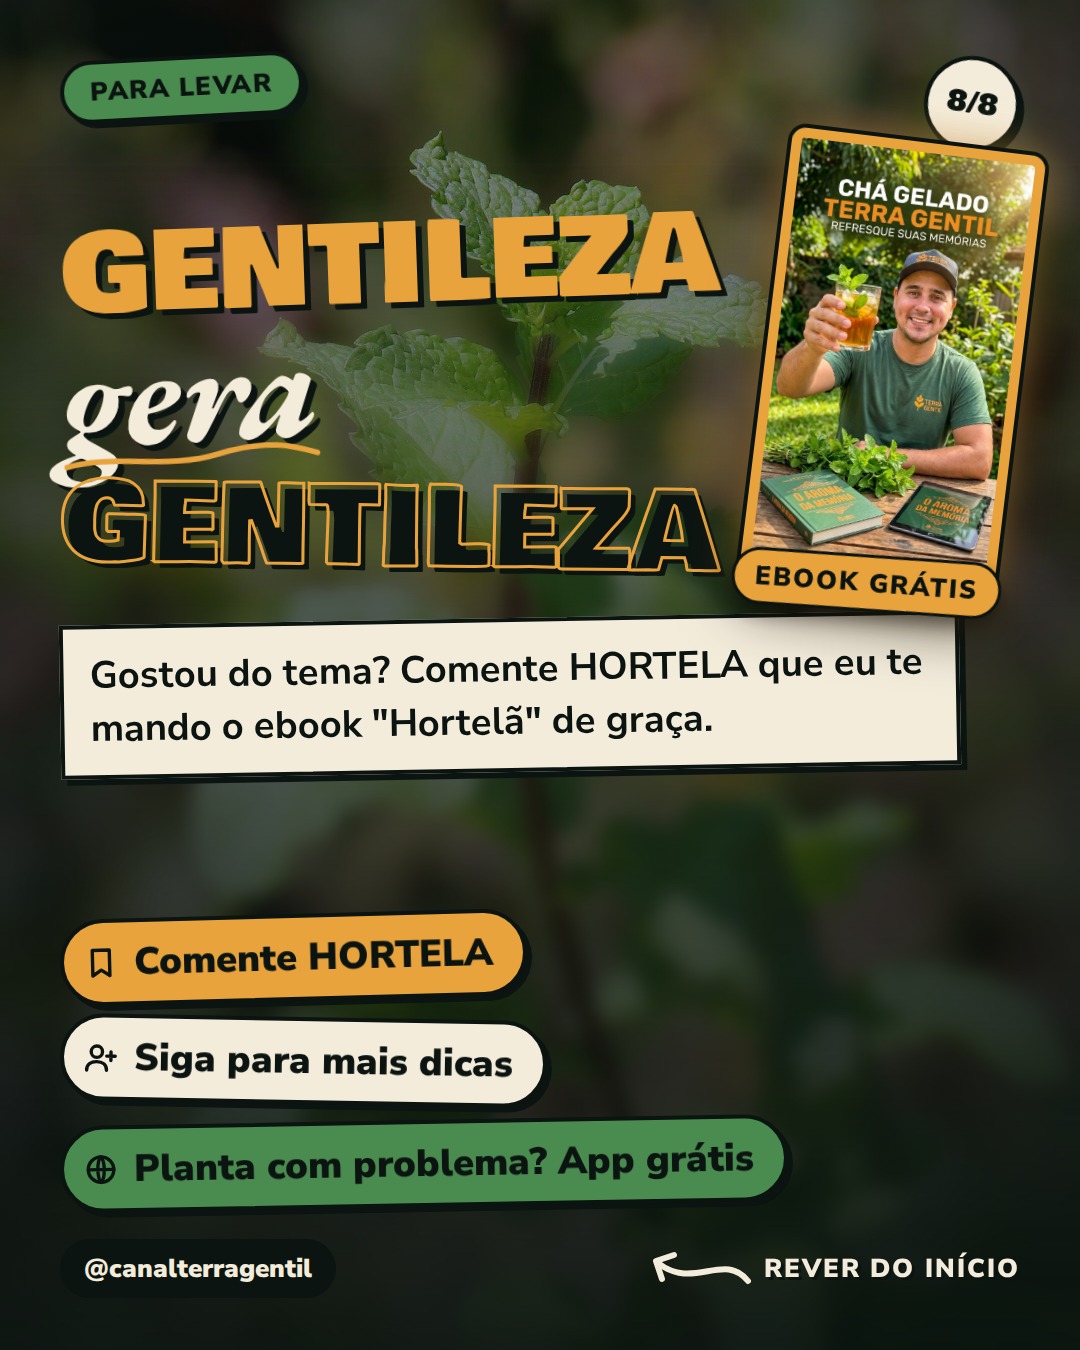 PARA LEVAR
8/8
GENTILEZA
gera
GENTILEZA
CHÁ GELADO
TERRA GENTIL
REFRESQUE SUAS MEMÓRIAS
TERRA
GENTIL
O AROMA
DA MEMÓRIA
O AROMA
DA MEMÓRIA
EBOOK GRÁTIS
Gostou do tema? Comente HORTELA que eu te
mando o ebook "Hortelã" de graça.
Comente HORTELA
Siga para mais dicas
Planta com problema? App grátis
@canalterragentil
REVER DO INÍCIO